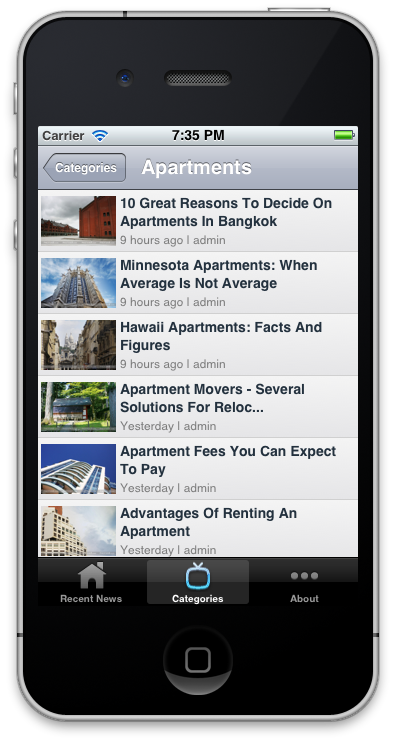 Carrier 7:35 PM
Categories Apartments
10 Great Reasons To Decide On
Apartments In Bangkok
9 hours ago | admin
Minnesota Apartments: When
Average Is Not Average
9 hours ago | admin
Hawaii Apartments: Facts And
Figures
9 hours ago | admin
Apartment Movers - Several
Solutions For Reloc...
Yesterday | admin
Apartment Fees You Can Expect
To Pay
Yesterday | admin
Advantages Of Renting An
Apartment
Yesterday | admin
Recent News Categories About